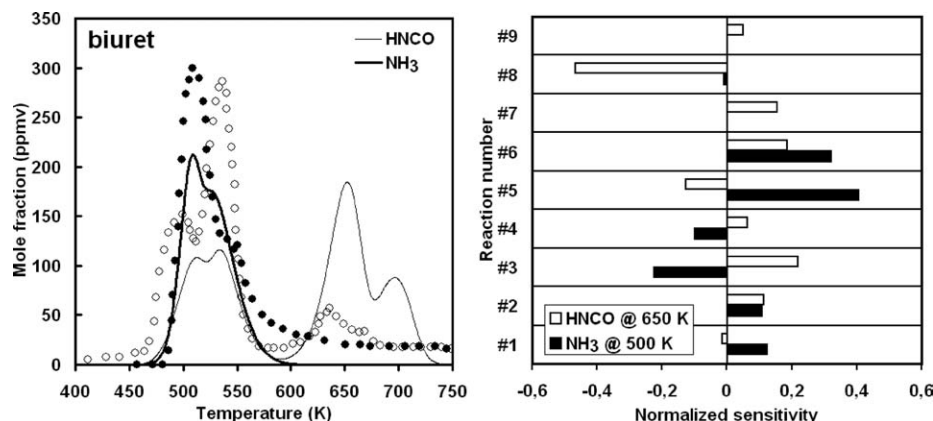 biuret
HNCO
NH3
350
300
250
200
150
100
50
0
Mole fraction (ppmv)
400 450 500 550 600 650 700 750
Temperature (K)
Reaction number
#9
#8
#7
#6
#5
#4
#3
#2
#1
HNCO @ 650 K
NH3 @ 500 K
-0,6 -0,4 -0,2 0 0,2 0,4 0,6
Normalized sensitivity